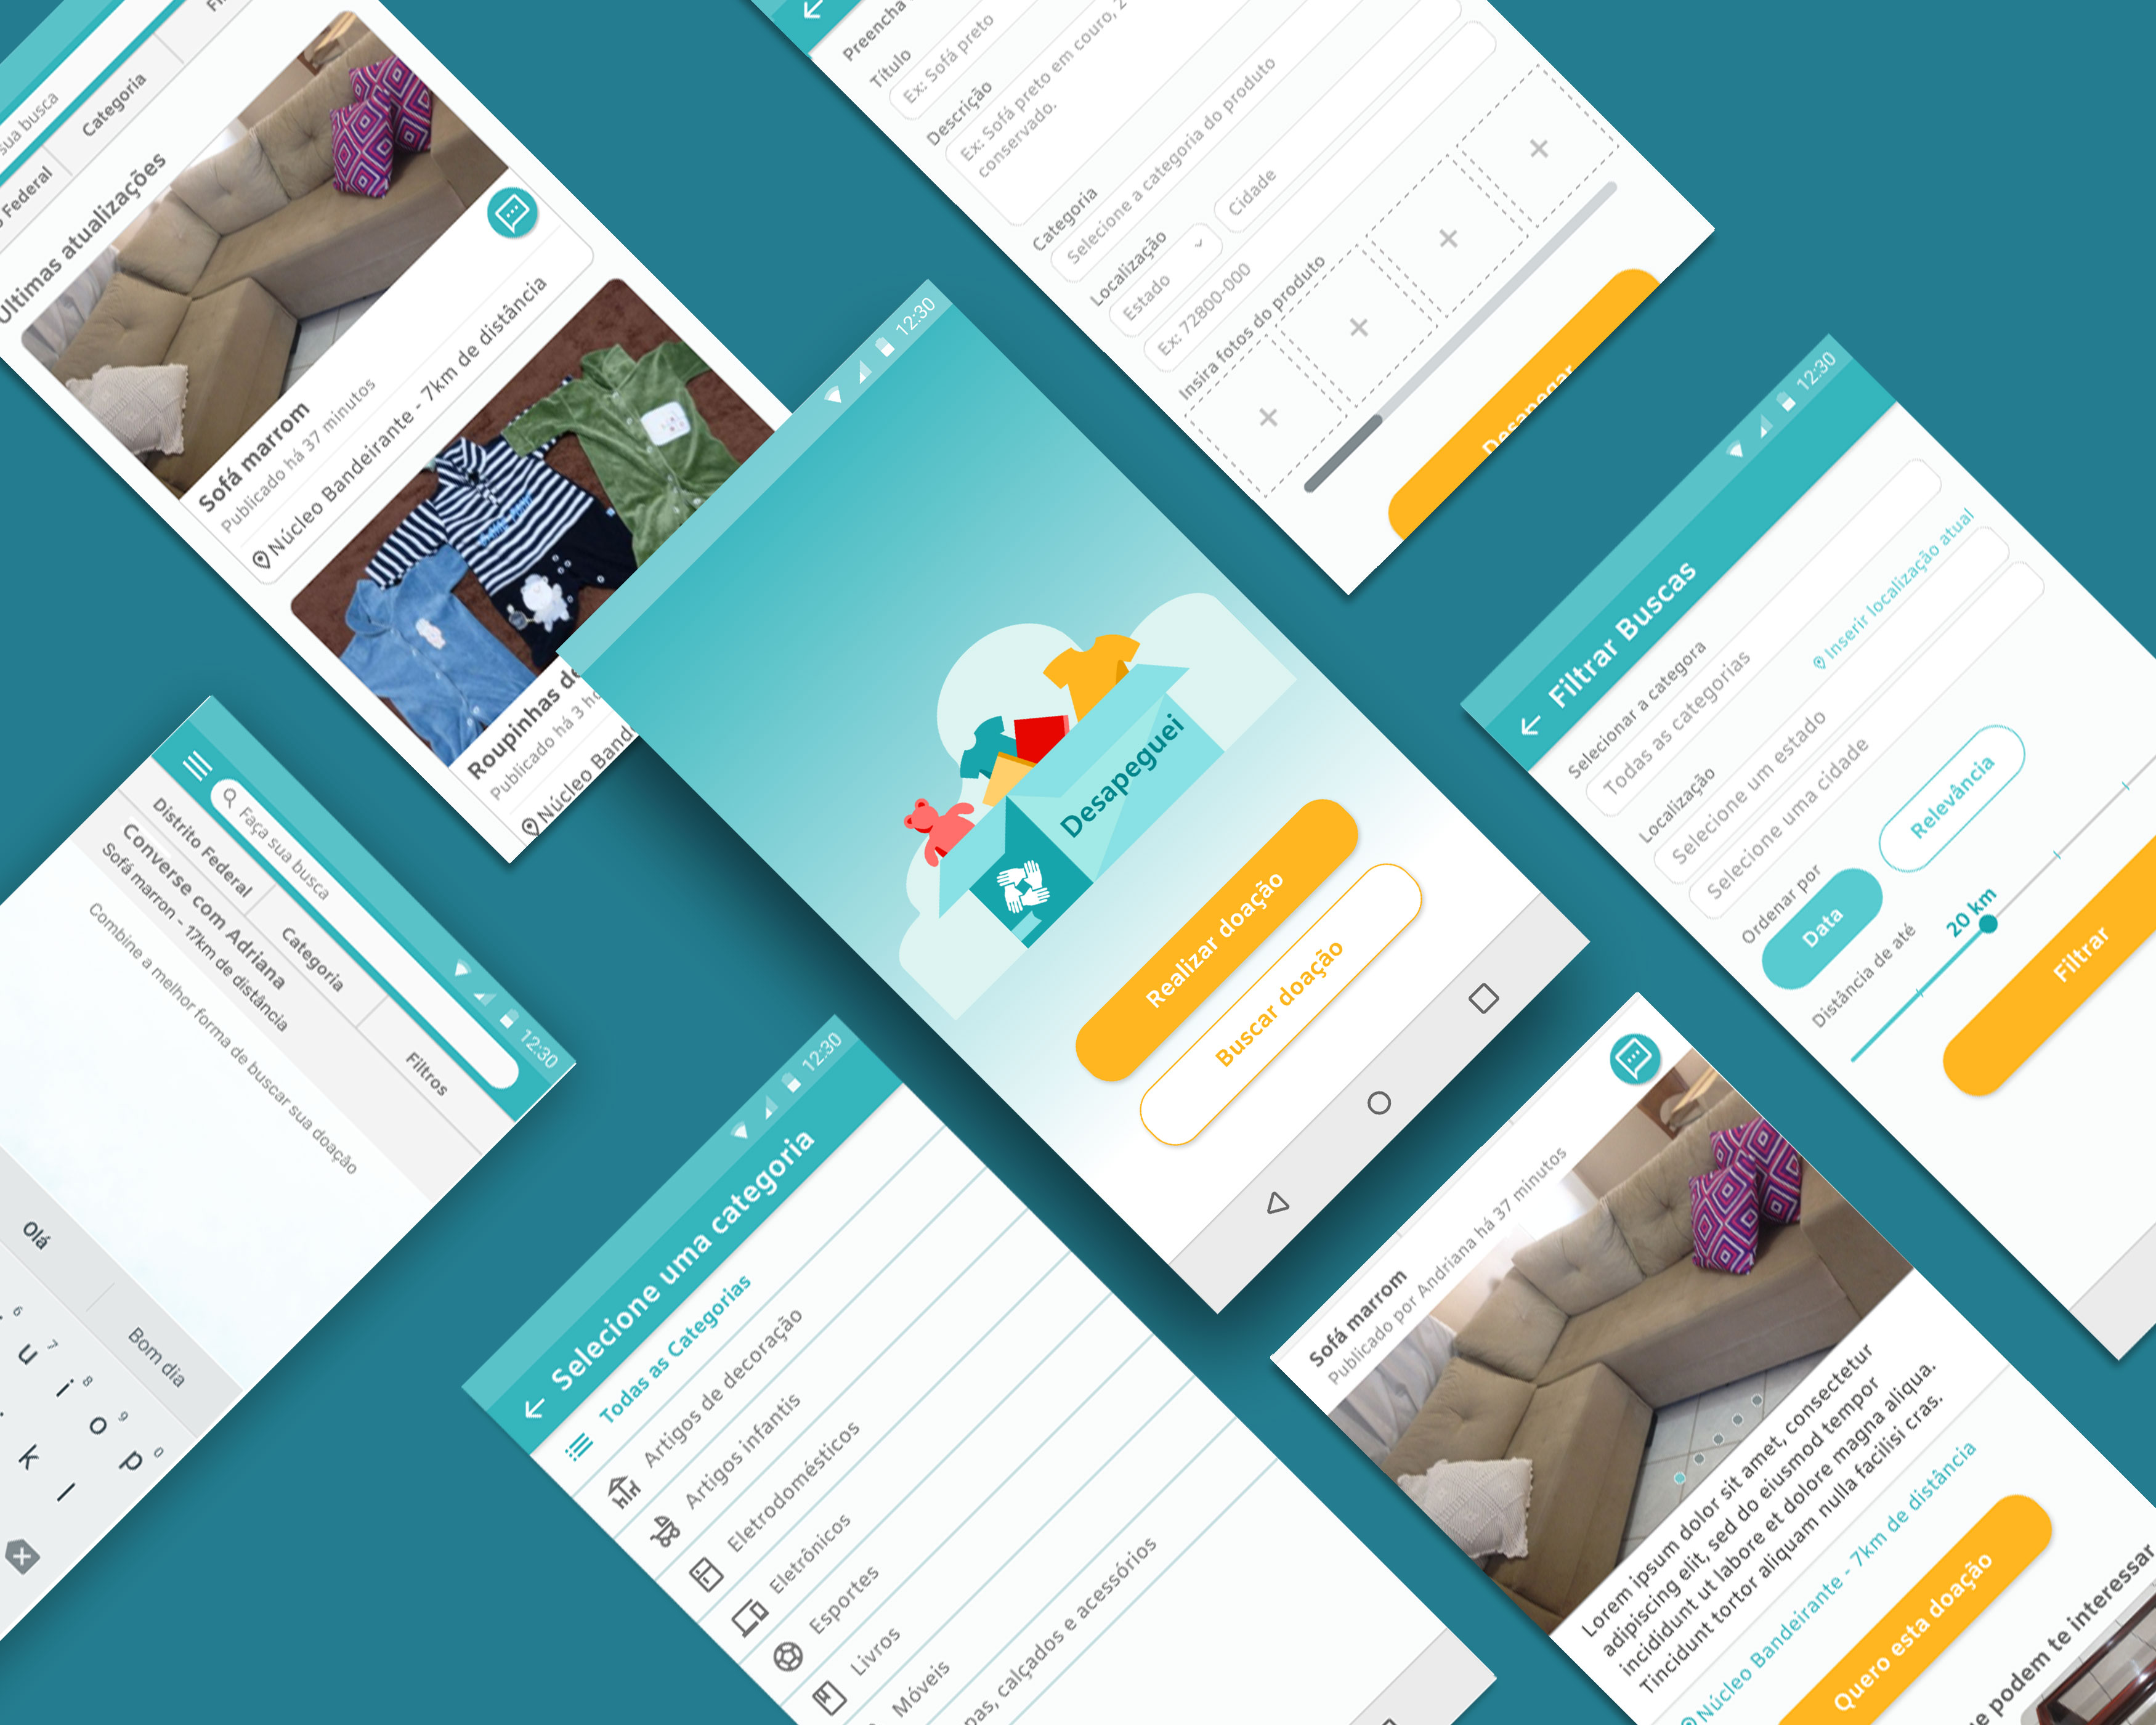 sua busca
Federal
Categoria
Ultimas atualizações
Sofá marrom
Publicado há 37 minutos
Núcleo Bandeirante - 7km de distância
Roupinhas de
Publicado há 3 ho
Núcleo Band
Preencha
Título
Ex: Sofá preto
Descrição
Ex: Sofá preto em couro, 2
conservado.
Categoria
Selecione a categoria do produto
Localização
Estado
Cidade
Ex: 72800-000
Insira fotos do produto
Desapegar
12:30
Desapeguei
Realizar doação
Buscar doação
12:30
Filtrar Buscas
Selecionar a categora
Todas as categorias
Localização
Inserir localização atual
Selecione um estado
Selecione uma cidade
Ordenar por
Data
Relevância
Distância de até
20 km
Filtrar
12:30
Faça sua busca
Distrito Federal
Categoria
Filtros
Converse com Adriana
Sofá marron - 17km de distância
Combine a melhor forma de buscar sua doação
Olá
Bom dia
6 7 8 9 0
u i o p
k l
12:30
Selecione uma categoria
Todas as Categorias
Artigos de decoração
Artigos infantis
Eletrodomésticos
Eletrônicos
Esportes
Livros
Móveis
pas, calçados e acessórios
Sofá marrom
Publicado por Andriana há 37 minutos
Lorem ipsum dolor sit amet, consectetur
adipiscing elit, sed do eiusmod tempor
incididunt ut labore et dolore magna aliqua.
Tincidunt tortor aliquam nulla facilisi cras.
Núcleo Bandeirante - 7km de distância
Quero esta doação
e podem te interessar